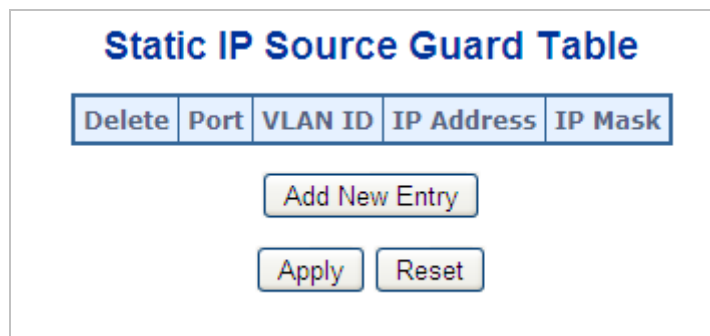 Static IP Source Guard Table
Delete Port VLAN ID IP Address IP Mask
Add New Entry
Apply Reset